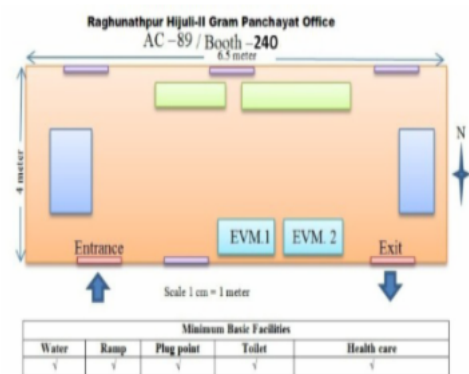 Raghunathpur Hijuli-II Gram Panchayat Office
AC -89 / Booth -240
6.5 meter
4 meter
N
EVM.1 EVM. 2
Entrance Exit
Scale 1 cm = 1 meter
Minimum Basic Facilities
Water Ramp Plug point Toilet Health care
√ √ √ √ √